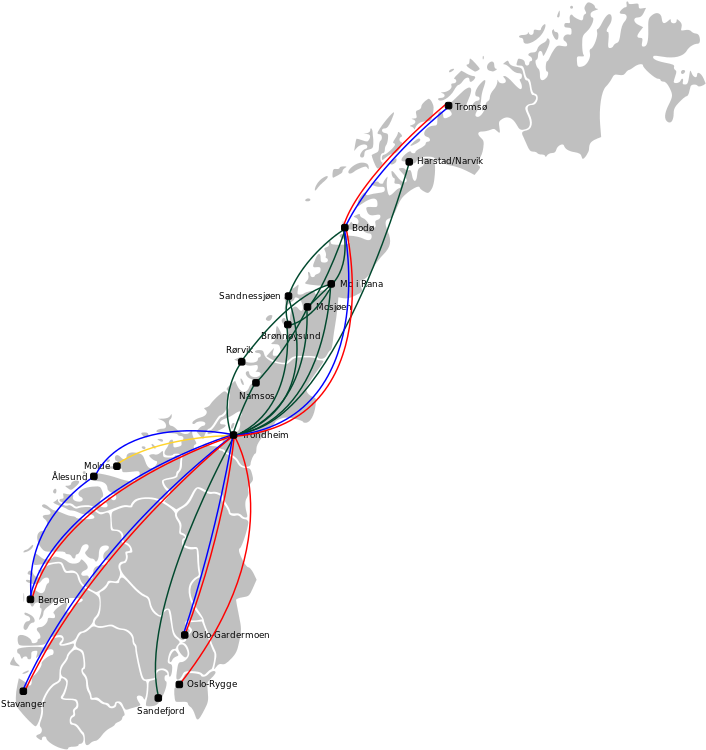 Tromsø
Harstad/Narvik
Bodø
Mo i Rana
Sandnessjøen
Mosjøen
Brønnøysund
Rørvik
Namsos
Trondheim
Molde
Ålesund
Bergen
Oslo-Gardermoen
Oslo-Rygge
Stavanger
Sandefjord